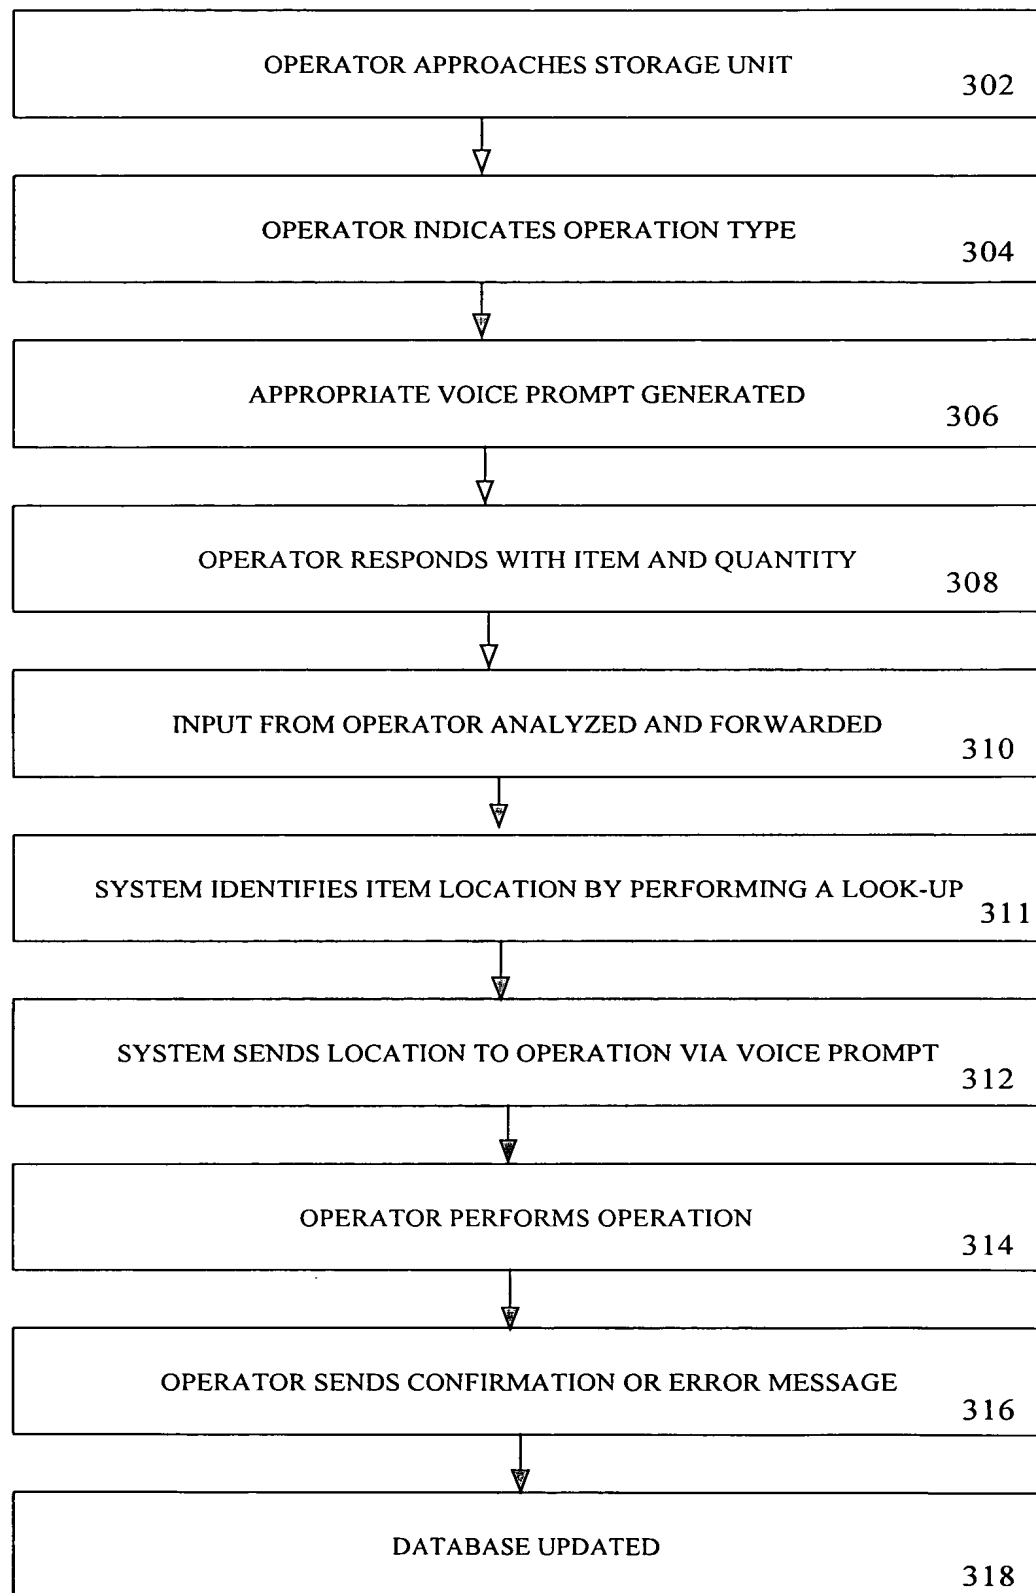 OPERATOR APPROACHES STORAGE UNIT
302
OPERATOR INDICATES OPERATION TYPE
304
APPROPRIATE VOICE PROMPT GENERATED
306
OPERATOR RESPONDS WITH ITEM AND QUANTITY
308
INPUT FROM OPERATOR ANALYZED AND FORWARDED
310
SYSTEM IDENTIFIES ITEM LOCATION BY PERFORMING A LOOK-UP
311
SYSTEM SENDS LOCATION TO OPERATION VIA VOICE PROMPT
312
OPERATOR PERFORMS OPERATION
314
OPERATOR SENDS CONFIRMATION OR ERROR MESSAGE
316
DATABASE UPDATED
318